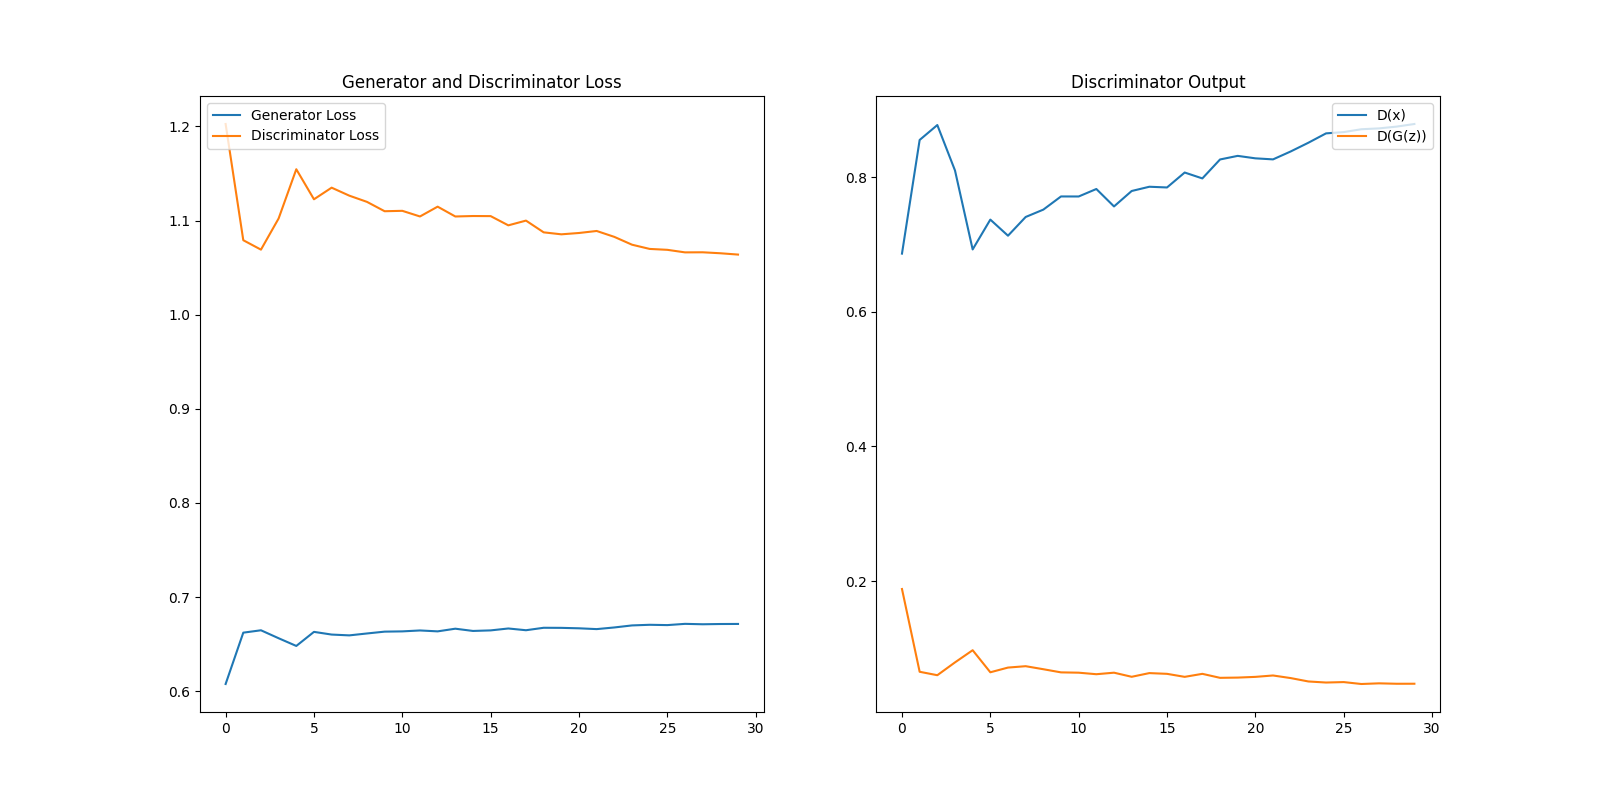 Generator and Discriminator Loss
Generator Loss
Discriminator Loss
1.2
1.1
1.0
0.9
0.8
0.7
0.6
0 5 10 15 20 25 30
Discriminator Output
D(x)
D(G(z))
0.8
0.6
0.4
0.2
0 5 10 15 20 25 30